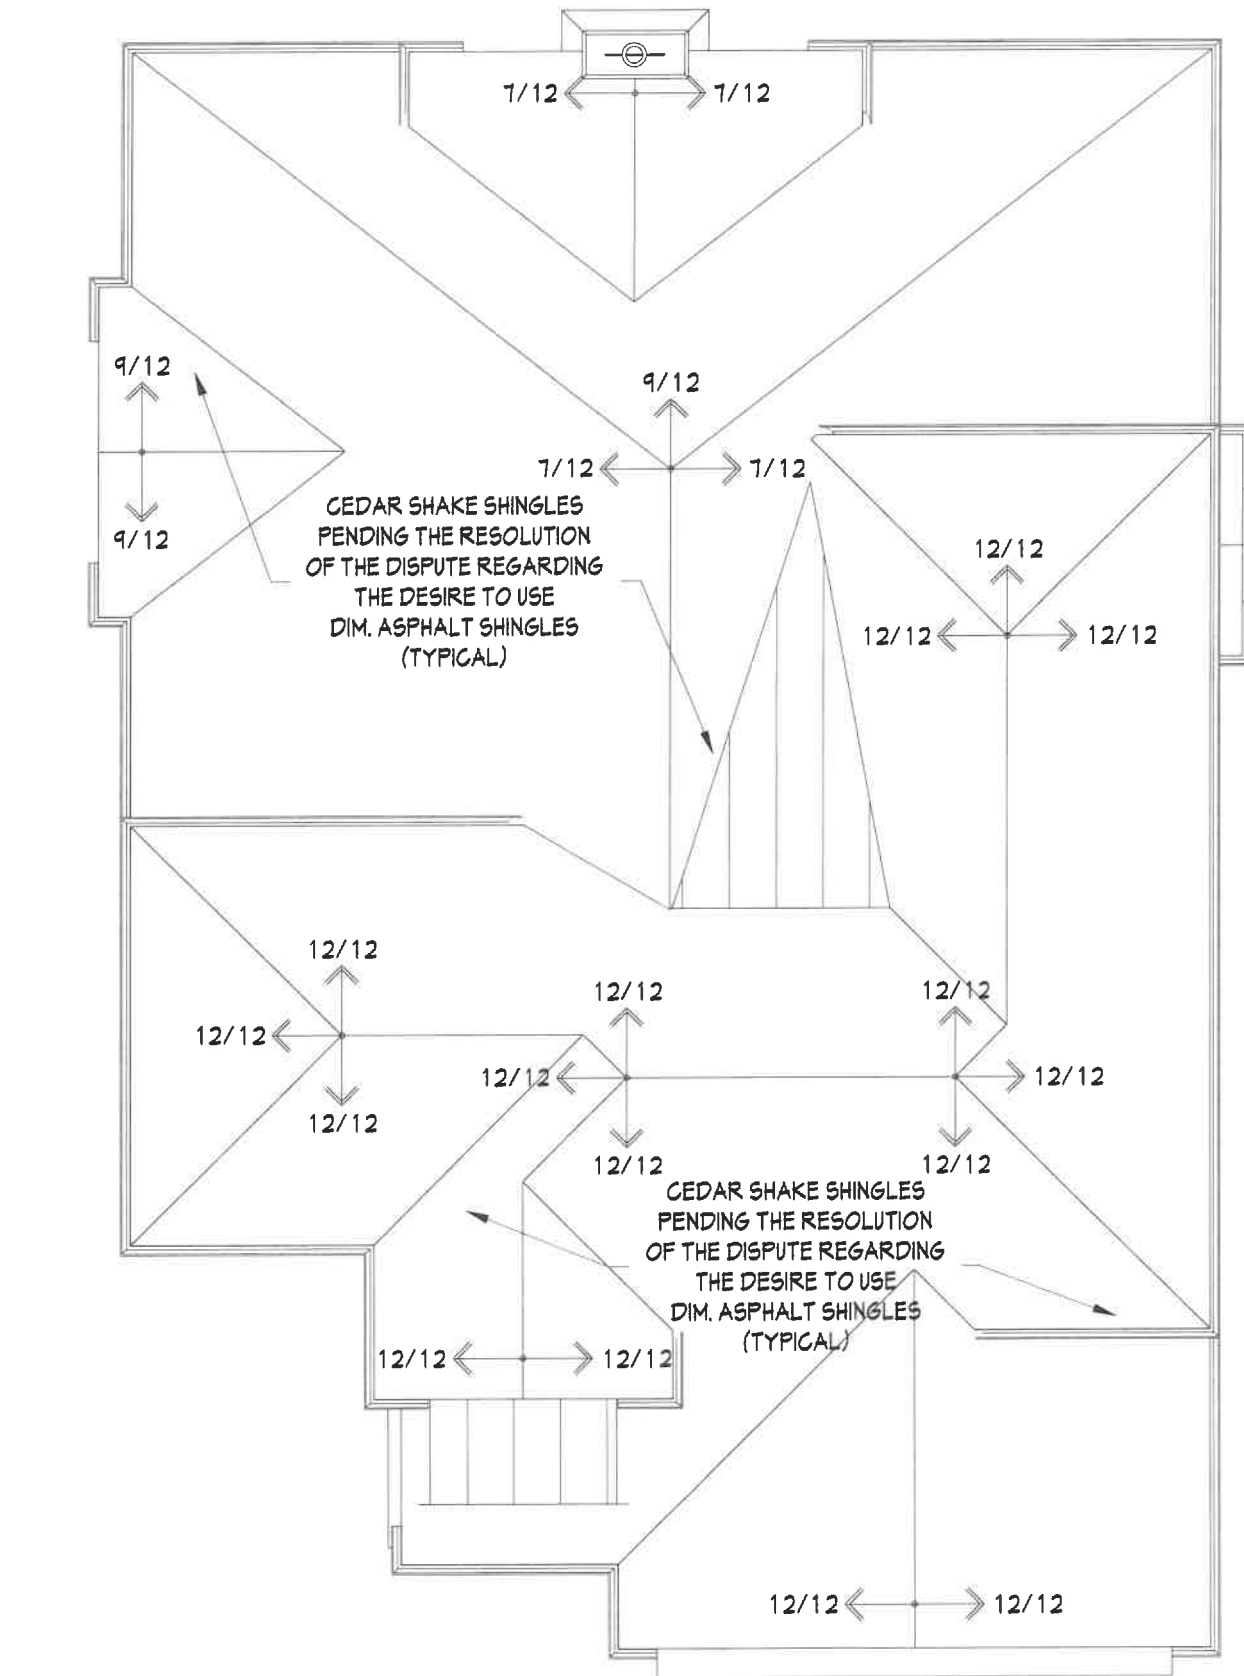 7/12 7/12
9/12
9/12
7/12 7/12
9/12
CEDAR SHAKE SHINGLES
PENDING THE RESOLUTION
OF THE DISPUTE REGARDING
THE DESIRE TO USE
DIM. ASPHALT SHINGLES
(TYPICAL)
12/12
12/12 12/12
12/12
12/12
12/12
12/12
12/12
12/12
12/12
12/12
12/12
12/12
CEDAR SHAKE SHINGLES
PENDING THE RESOLUTION
OF THE DISPUTE REGARDING
THE DESIRE TO USE
DIM. ASPHALT SHINGLES
(TYPICAL)
12/12 12/12
12/12 12/12